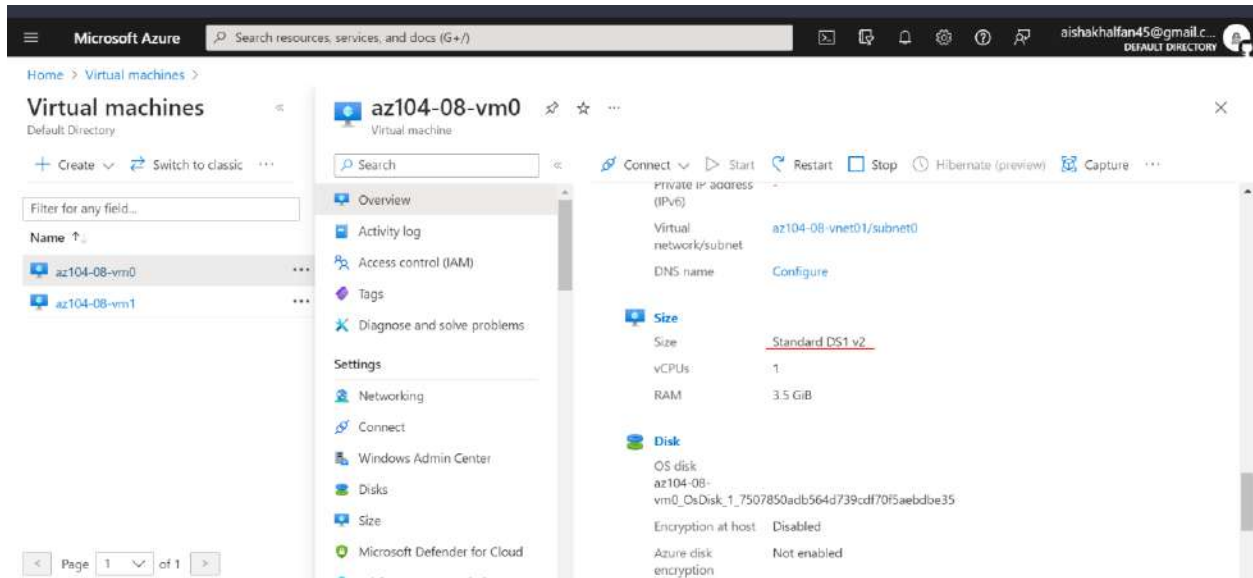 Microsoft Azure
Search resources, services, and docs (G+/)
aishakhalfan45@gmail.c...
DEFAULT DIRECTORY
Home > Virtual machines >
Virtual machines
Default Directory
+ Create
Switch to classic ...
Filter for any field...
Name ↑
az104-08-vm0 ...
az104-08-vm1 ...
< Page 1 of 1 >
az104-08-vm0 ...
Virtual machine
Search
Overview
Activity log
Access control (IAM)
Tags
Diagnose and solve problems
Settings
Networking
Connect
Windows Admin Center
Disks
Size
Microsoft Defender for Cloud
Connect
Start
Restart
Stop
Hibernate (preview)
Capture ...
Private IP address -
(IPv6)
Virtual az104-08-vnet01/subnet0
network/subnet
DNS name Configure
Size
Size Standard DS1 v2
vCPUs 1
RAM 3.5 GiB
Disk
OS disk
az104-08-
vm0_OsDisk_1_7507850adb564d739cdf70f5aebdbe35
Encryption at host Disabled
Azure disk Not enabled
encryption